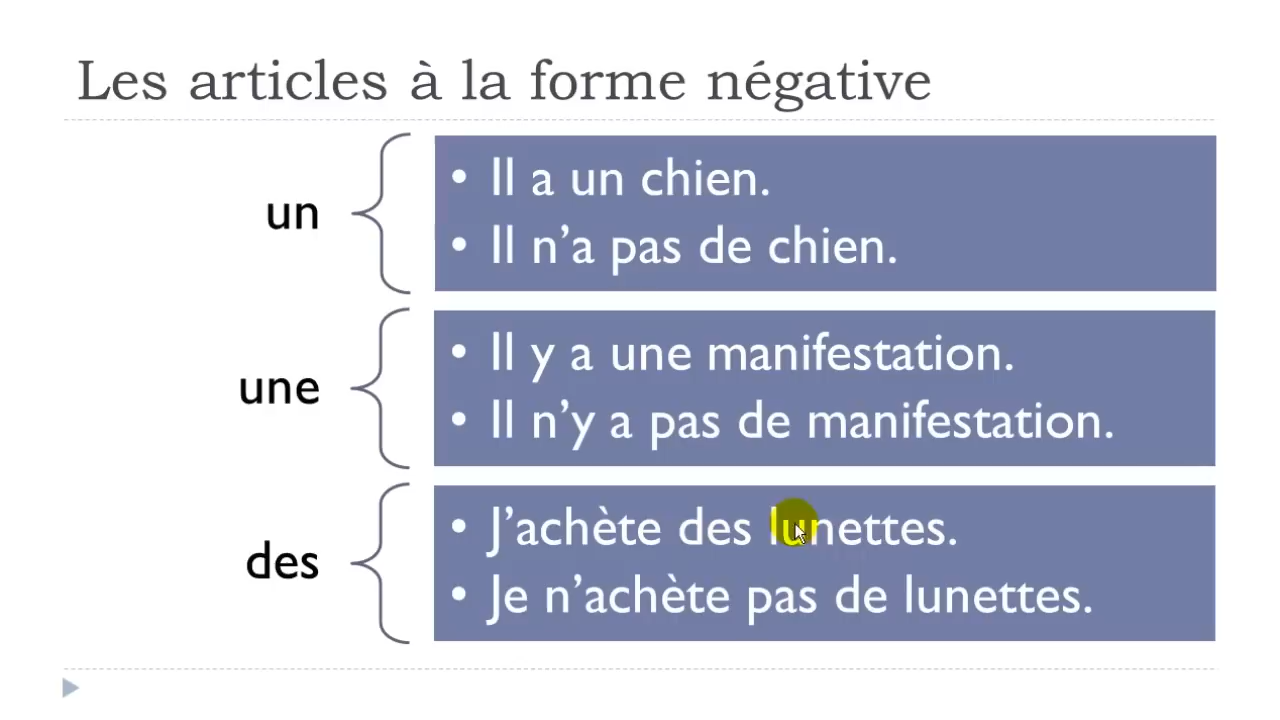 Les articles à la forme négative
un
• Il a un chien.
• Il n’a pas de chien.
une
• Il y a une manifestation.
• Il n’y a pas de manifestation.
des
• J’achète des lunettes.
• Je n’achète pas de lunettes.